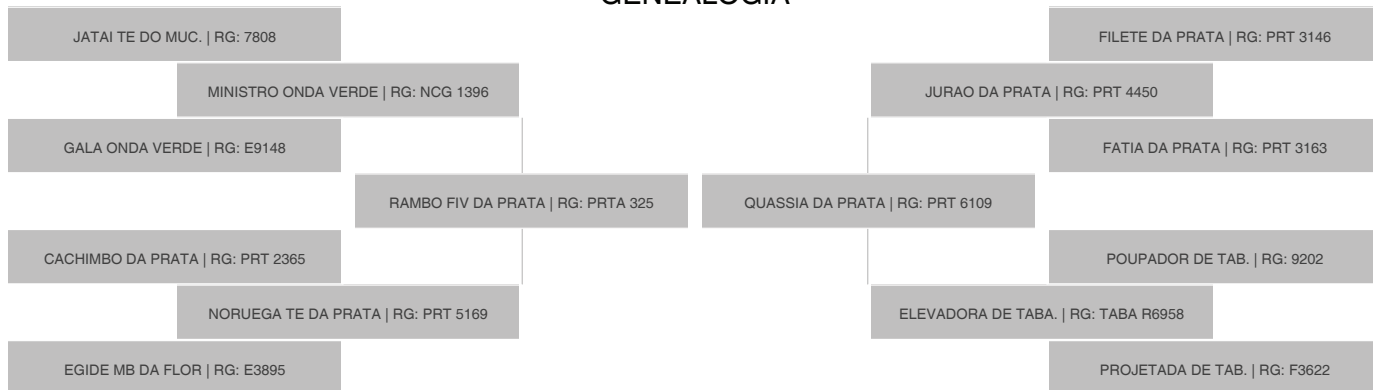 GENEALOGIA
JATAI TE DO MUC. | RG: 7808
FILETE DA PRATA | RG: PRT 3146
MINISTRO ONDA VERDE | RG: NCG 1396
JURAO DA PRATA | RG: PRT 4450
GALA ONDA VERDE | RG: E9148
FATIA DA PRATA | RG: PRT 3163
RAMBO FIV DA PRATA | RG: PRTA 325
QUASSIA DA PRATA | RG: PRT 6109
CACHIMBO DA PRATA | RG: PRT 2365
POUPADOR DE TAB. | RG: 9202
NORUEGA TE DA PRATA | RG: PRT 5169
ELEVADORA DE TABA. | RG: TABA R6958
EGIDE MB DA FLOR | RG: E3895
PROJETADA DE TAB. | RG: F3622